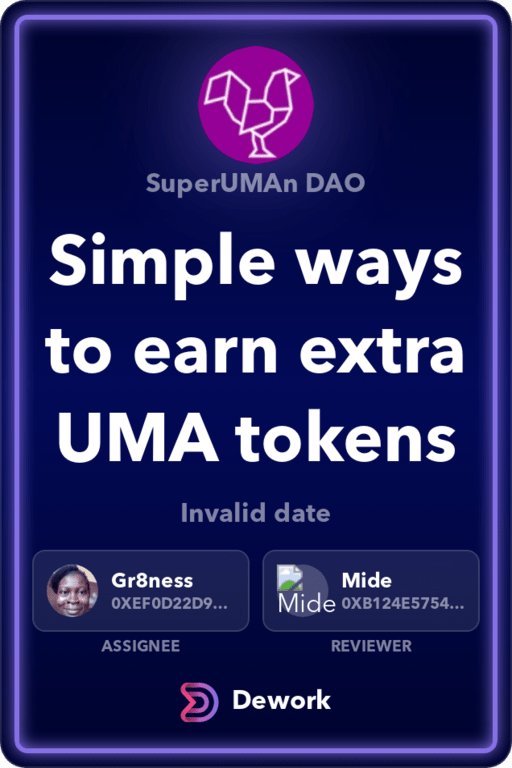 SuperUMAn DAO
Simple ways
to earn extra
UMA tokens
Invalid date
Gr8ness
0XEF0D22D9...
ASSIGNEE
Mide
Mide
0XB124E5754...
REVIEWER
Dework